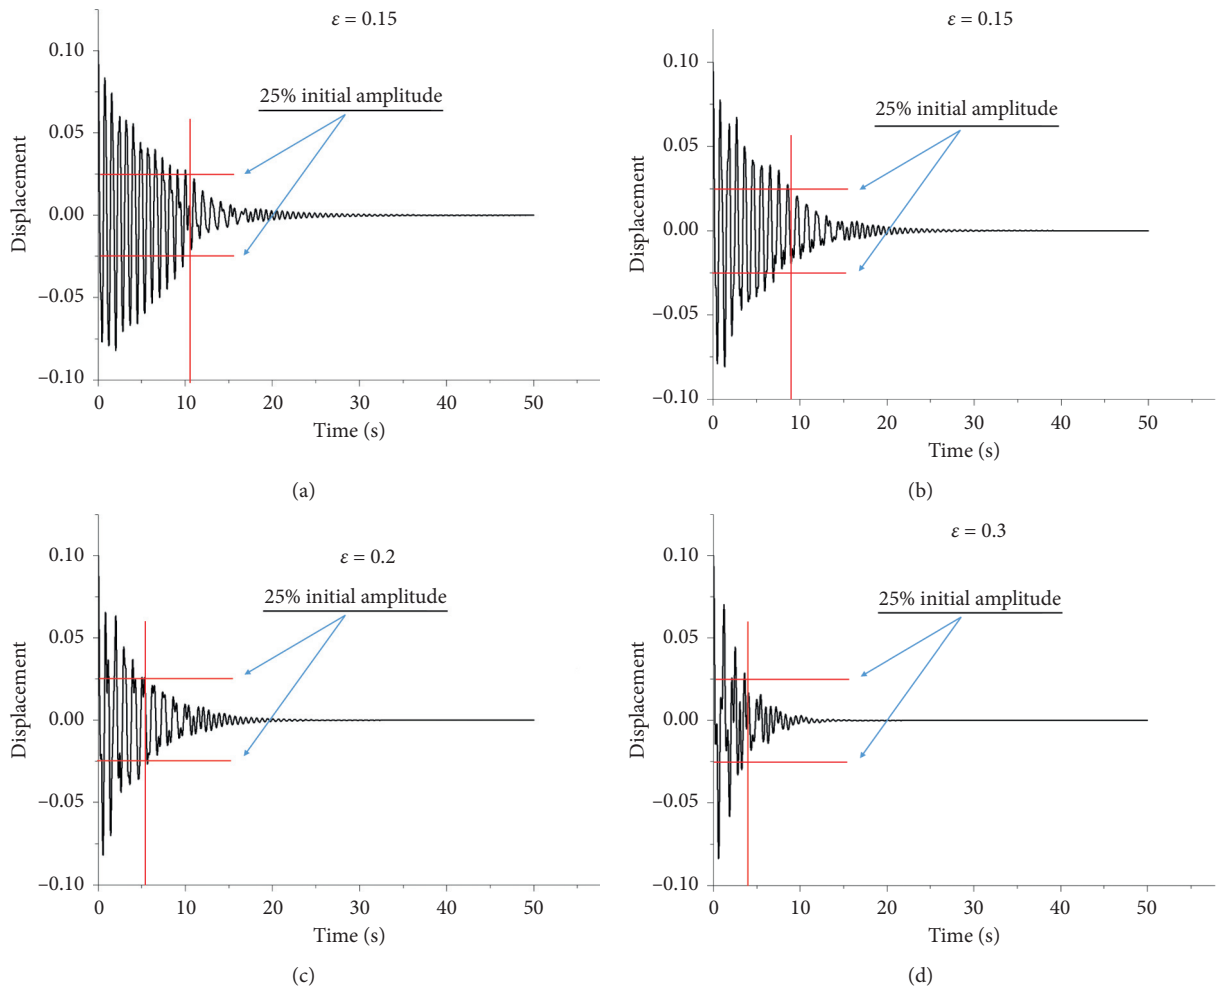 ε = 0.15
25% initial amplitude
Displacement
0.10
0.05
0.00
−0.05
−0.10
0 10 20 30 40 50
Time (s)
(a)
ε = 0.15
25% initial amplitude
Displacement
0.10
0.05
0.00
−0.05
−0.10
0 10 20 30 40 50
Time (s)
(b)
ε = 0.2
25% initial amplitude
Displacement
0.10
0.05
0.00
−0.05
−0.10
0 10 20 30 40 50
Time (s)
(c)
ε = 0.3
25% initial amplitude
Displacement
0.10
0.05
0.00
−0.05
−0.10
0 10 20 30 40 50
Time (s)
(d)